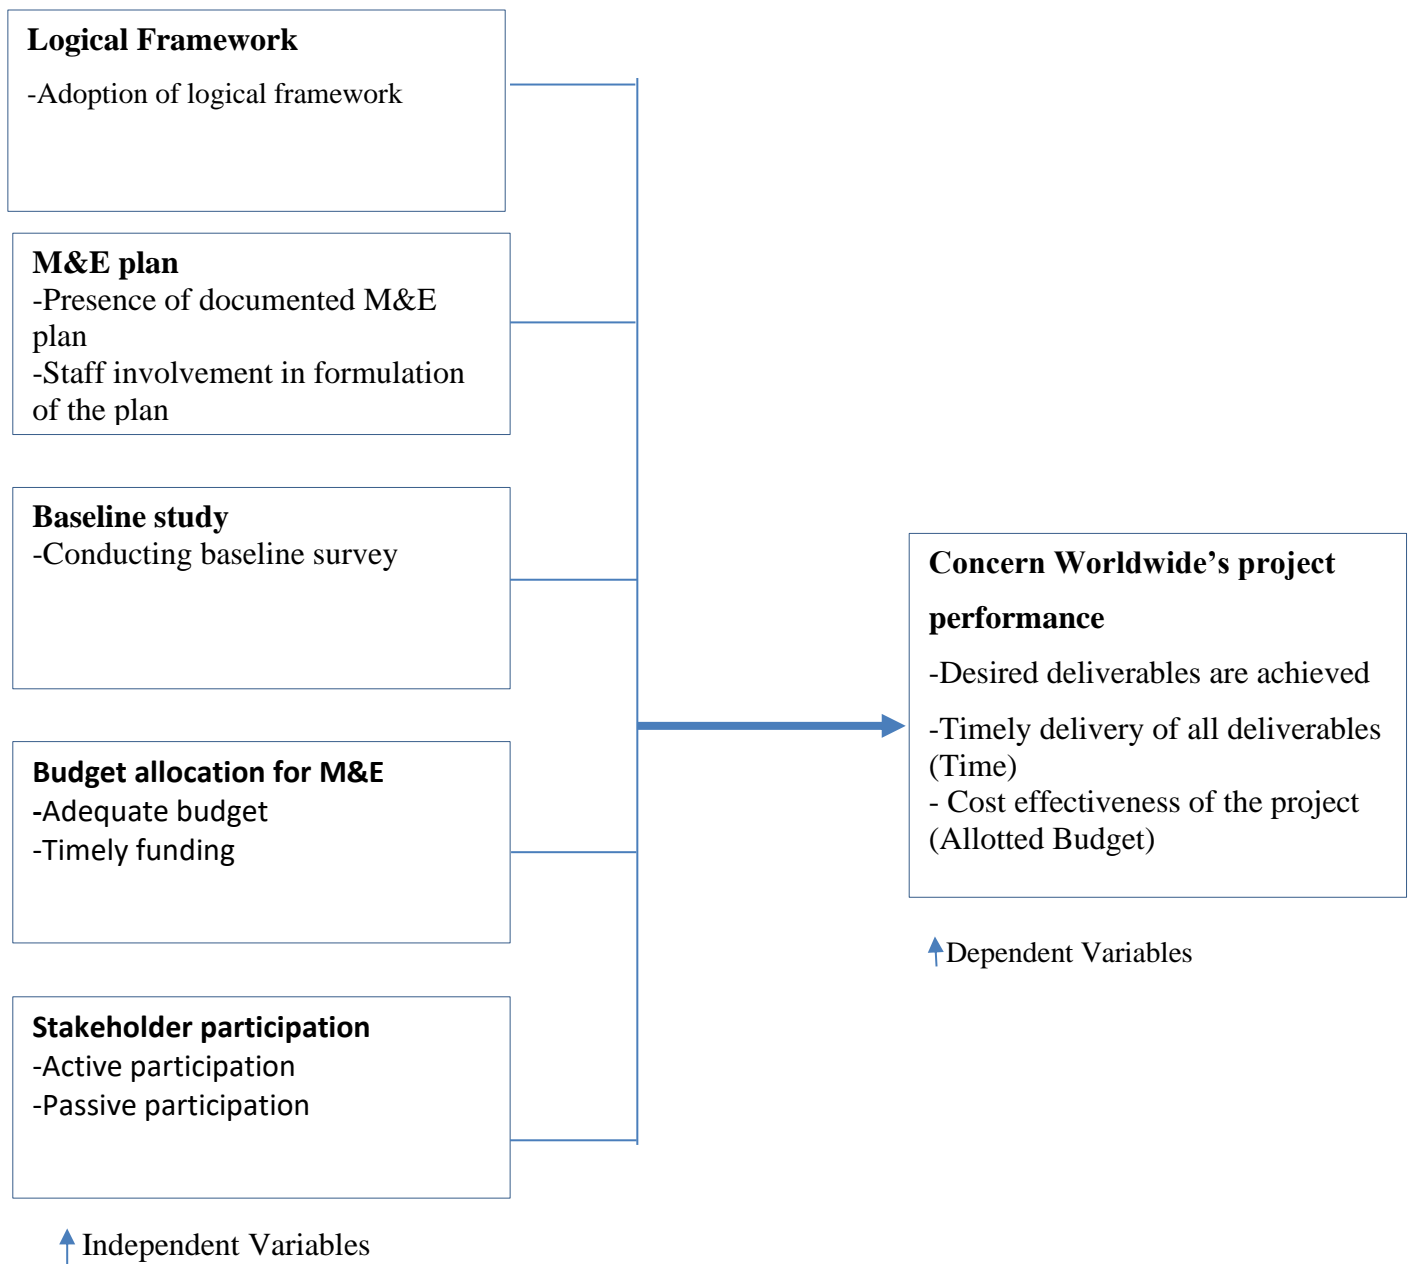 Logical Framework
-Adoption of logical framework
M&E plan
-Presence of documented M&E
plan
-Staff involvement in formulation
of the plan
Baseline study
-Conducting baseline survey
Budget allocation for M&E
-Adequate budget
-Timely funding
Stakeholder participation
-Active participation
-Passive participation
Independent Variables
Concern Worldwide’s project
performance
-Desired deliverables are achieved
-Timely delivery of all deliverables
(Time)
- Cost effectiveness of the project
(Allotted Budget)
Dependent Variables